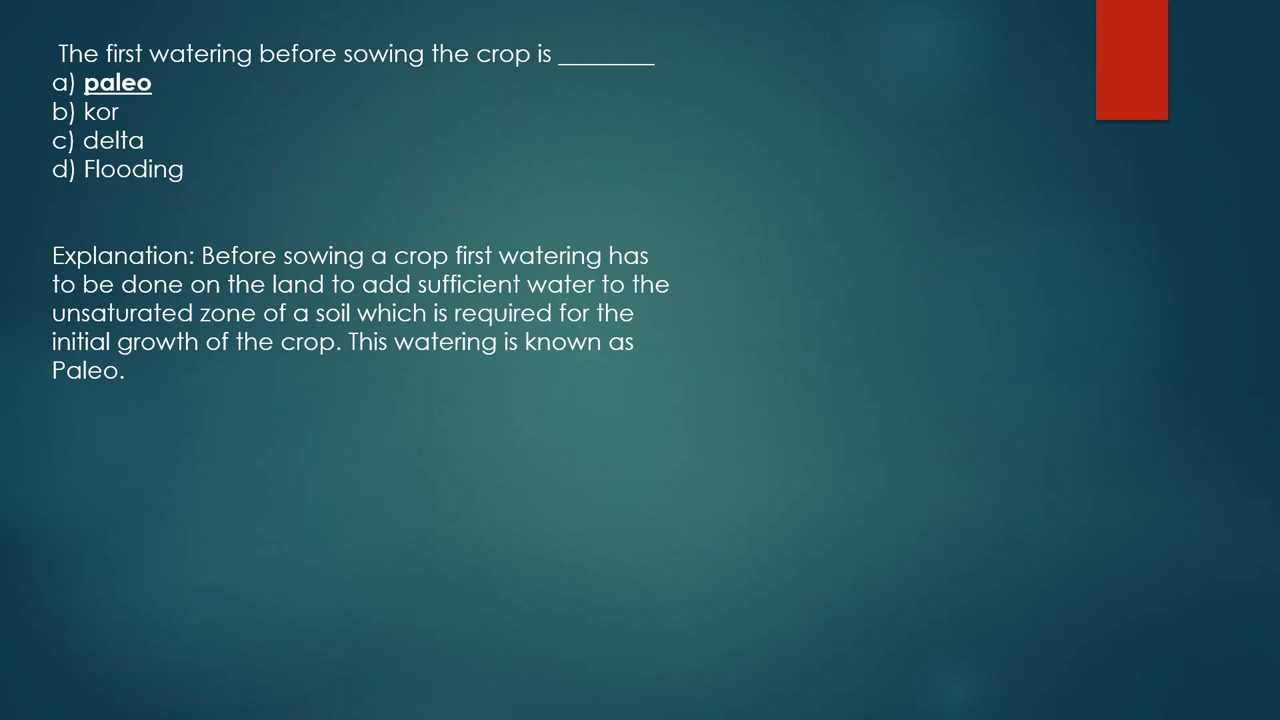 The first watering before sowing the crop is ________
a) paleo
b) kor
c) delta
d) Flooding
Explanation: Before sowing a crop first watering has
to be done on the land to add sufficient water to the
unsaturated zone of a soil which is required for the
initial growth of the crop. This watering is known as
Paleo.